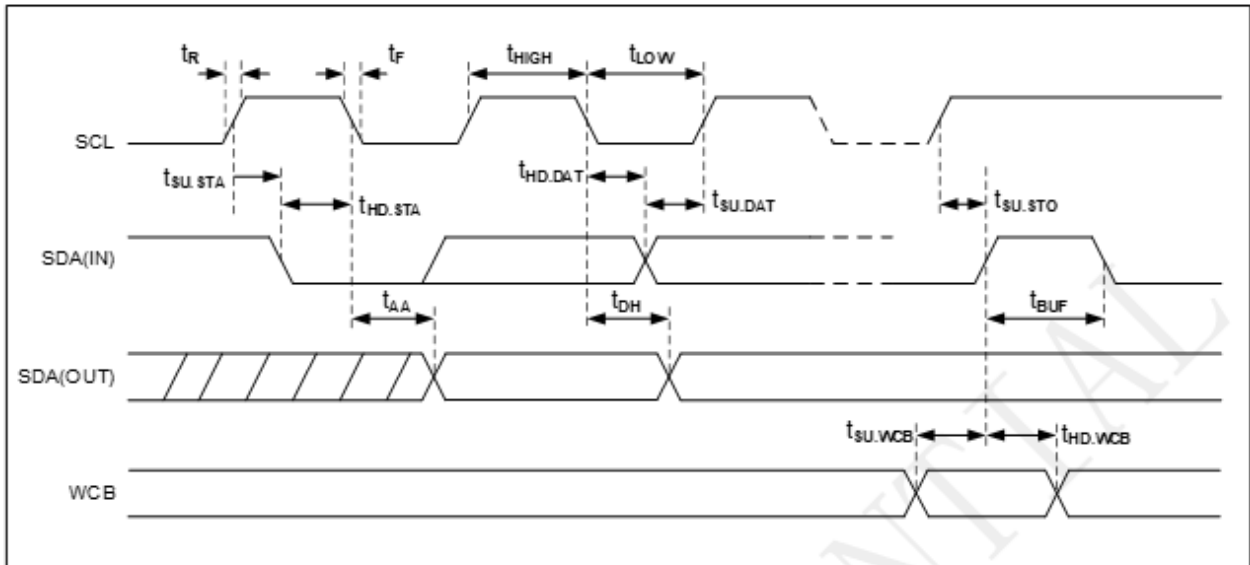 tR tF tHIGH tLOW
SCL
tSU.STA tHD.STA tHD.DAT tSU.DAT tSU.STO
SDA(IN)
tAA tDH tBUF
SDA(OUT)
tSU.WCB tHD.WCB
WCB
NTIAL